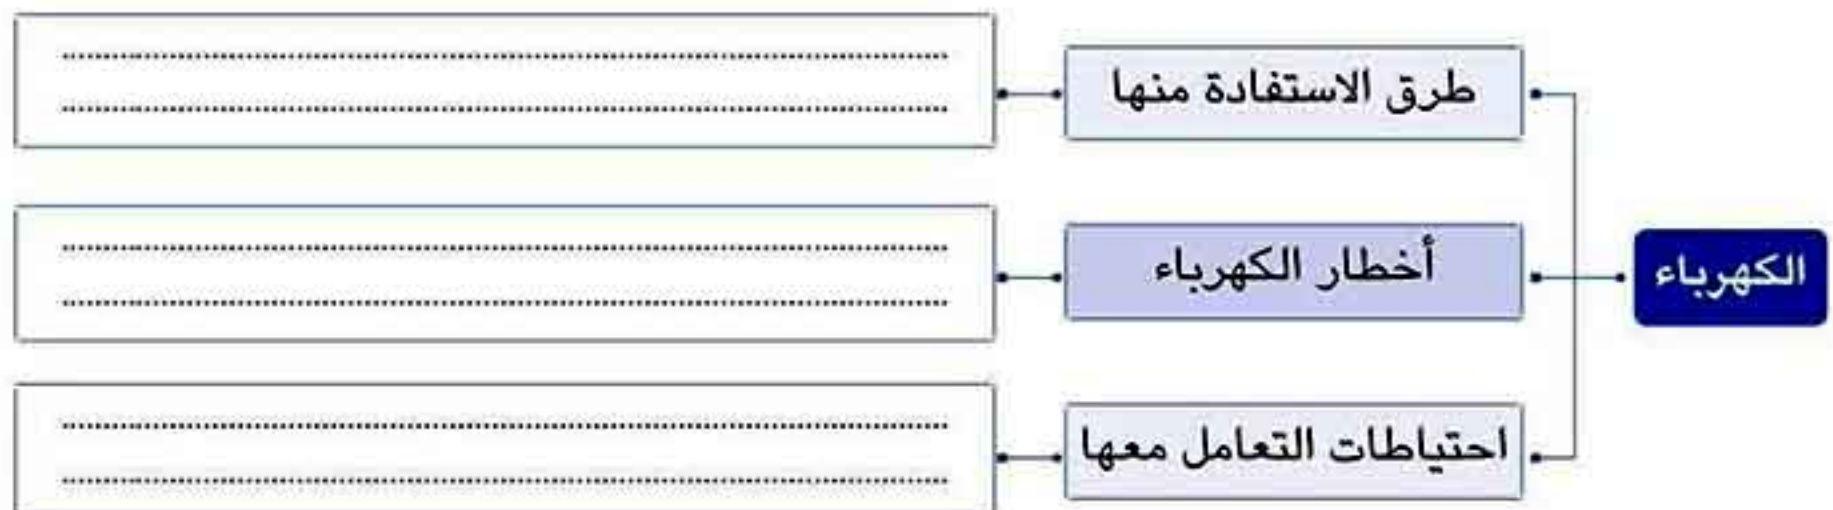 الكهرباء
طرق الاستفادة منها
أخطار الكهرباء
احتياطات التعامل معها